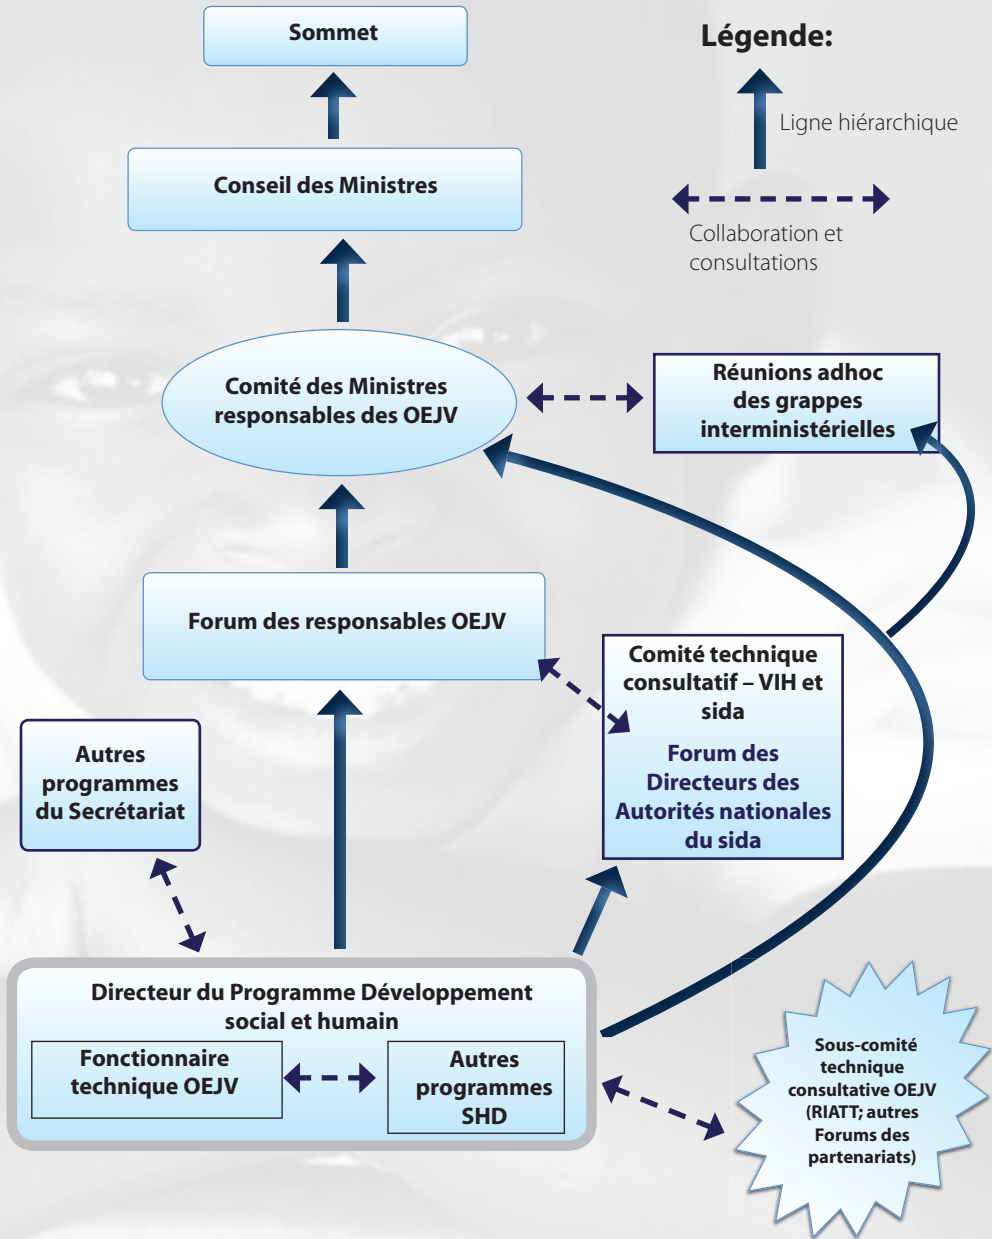 Sommet
Légende:
Ligne hiérarchique
Conseil des Ministres
Collaboration et
consultations
Comité des Ministres
responsables des OEJV
Réunions adhoc
des grappes
interministérielles
Forum des responsables OEJV
Comité technique
consultatif – VIH et
sida
Forum des
Directeurs des
Autorités nationales
du sida
Autres
programmes
du Secrétariat
Directeur du Programme Développement
social et humain
Fonctionnaire
technique OEJV
Autres
programmes
SHD
Sous-comité
technique
consultative OEJV
(RIATT; autres
Forums des
partenariats)